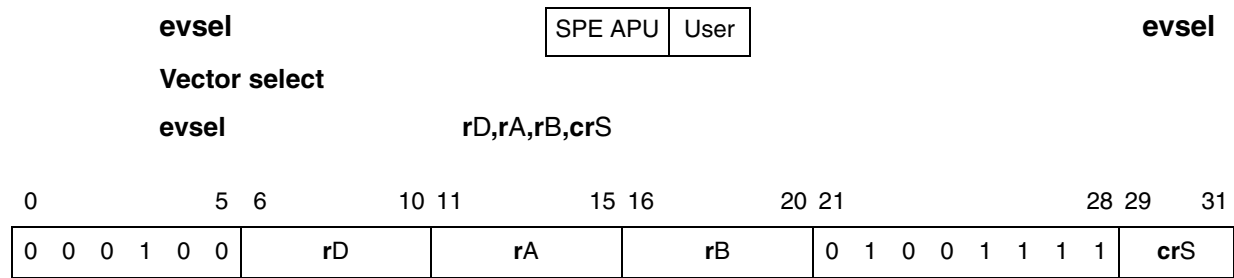 evsel SPE APU User evsel
Vector select
evsel rD,rA,rB,crS
0 5 6 10 11 15 16 20 21 28 29 31
0 0 0 1 0 0 rD rA rB 0 1 0 0 1 1 1 1 crS